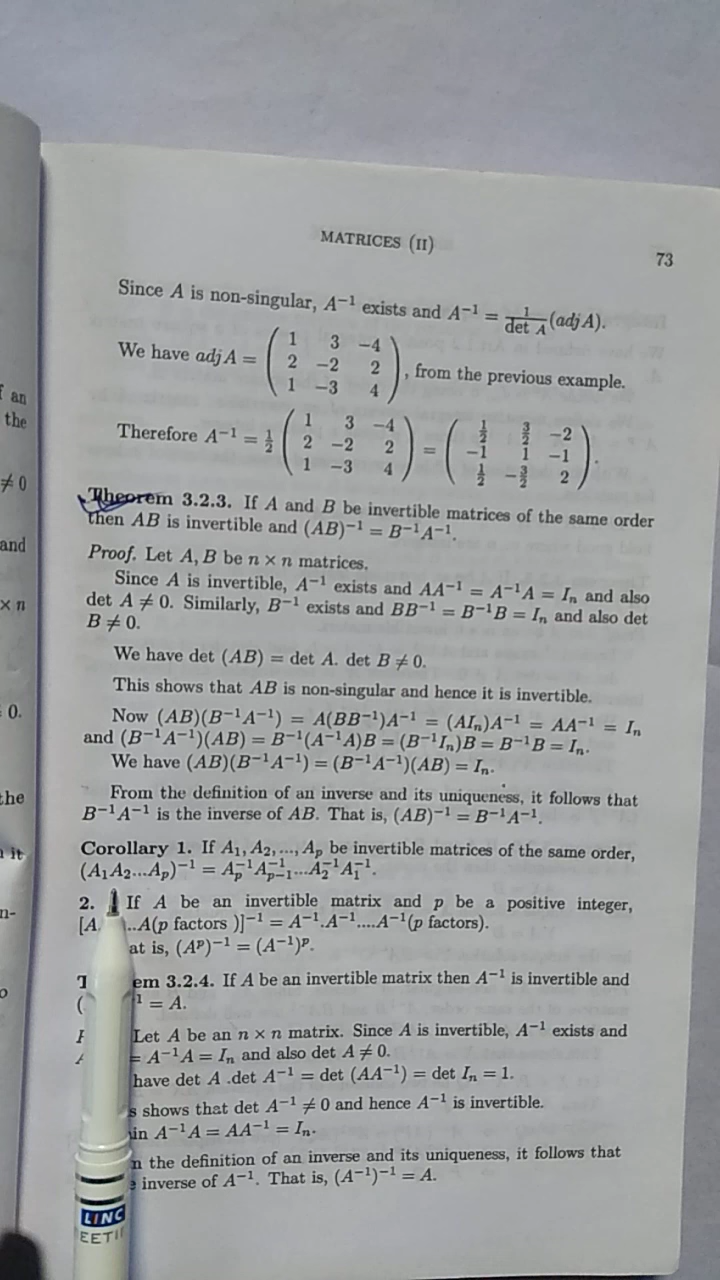 MATRICES (II)
73
Since A is non-singular, A⁻¹ exists and A⁻¹ = 1/det A (adj A).
We have adj A = ( 1 3 −4
2 −2 2
1 −3 4 ), from the previous example.
Therefore A⁻¹ = ½ ( 1 3 −4
2 −2 2
1 −3 4 ) = ( ½ 3/2 −2
−1 1 −1
½ −3/2 2 ).
Theorem 3.2.3. If A and B be invertible matrices of the same order
then AB is invertible and (AB)⁻¹ = B⁻¹A⁻¹.
Proof. Let A, B be n × n matrices.
Since A is invertible, A⁻¹ exists and AA⁻¹ = A⁻¹A = Iₙ and also
det A ≠ 0. Similarly, B⁻¹ exists and BB⁻¹ = B⁻¹B = Iₙ and also det
B ≠ 0.
We have det (AB) = det A. det B ≠ 0.
This shows that AB is non-singular and hence it is invertible.
Now (AB)(B⁻¹A⁻¹) = A(BB⁻¹)A⁻¹ = (AIₙ)A⁻¹ = AA⁻¹ = Iₙ
and (B⁻¹A⁻¹)(AB) = B⁻¹(A⁻¹A)B = (B⁻¹Iₙ)B = B⁻¹B = Iₙ.
We have (AB)(B⁻¹A⁻¹) = (B⁻¹A⁻¹)(AB) = Iₙ.
From the definition of an inverse and its uniqueness, it follows that
B⁻¹A⁻¹ is the inverse of AB. That is, (AB)⁻¹ = B⁻¹A⁻¹.
Corollary 1. If A₁, A₂, ..., Aₚ be invertible matrices of the same order,
(A₁A₂...Aₚ)⁻¹ = Aₚ⁻¹Aₚ₋₁⁻¹...A₂⁻¹A₁⁻¹.
2. If A be an invertible matrix and p be a positive integer,
[A. ..A(p factors )]⁻¹ = A⁻¹.A⁻¹....A⁻¹(p factors).
at is, (Aᵖ)⁻¹ = (A⁻¹)ᵖ.
em 3.2.4. If A be an invertible matrix then A⁻¹ is invertible and
( ¹ = A.
Let A be an n × n matrix. Since A is invertible, A⁻¹ exists and
= A⁻¹A = Iₙ and also det A ≠ 0.
have det A .det A⁻¹ = det (AA⁻¹) = det Iₙ = 1.
s shows that det A⁻¹ ≠ 0 and hence A⁻¹ is invertible.
in A⁻¹A = AA⁻¹ = Iₙ.
n the definition of an inverse and its uniqueness, it follows that
e inverse of A⁻¹. That is, (A⁻¹)⁻¹ = A.
an
the
≠ 0
and
× n
0.
the
it
n-
LINC